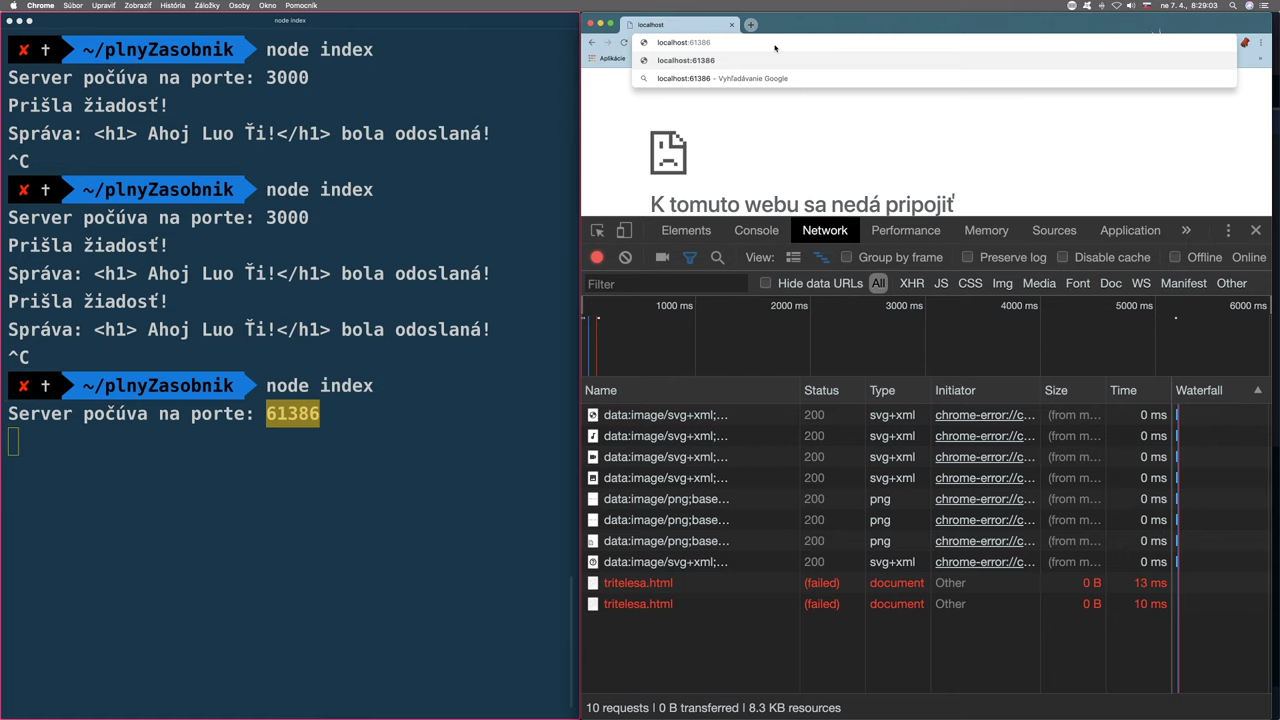 Chrome Súbor Upraviť Zobraziť História Záložky Osoby Okno Pomocník ne 7. 4., 8:29:03
node index
✘ † ~/plnyZasobnik node index
Server počúva na porte: 3000
Prišla žiadosť!
Správa: <h1> Ahoj Luo Ťi!</h1> bola odoslaná!
^C
✘ † ~/plnyZasobnik node index
Server počúva na porte: 3000
Prišla žiadosť!
Správa: <h1> Ahoj Luo Ťi!</h1> bola odoslaná!
Prišla žiadosť!
Správa: <h1> Ahoj Luo Ťi!</h1> bola odoslaná!
^C
✘ † ~/plnyZasobnik node index
Server počúva na porte: 61386
localhost
localhost:61386
Aplikácie
localhost:61386
localhost:61386 - Vyhľadávanie Google
K tomuto webu sa nedá pripojiť
Elements Console Network Performance Memory Sources Application »
View: Group by frame Preserve log Disable cache Offline Online
Filter Hide data URLs All XHR JS CSS Img Media Font Doc WS Manifest Other
1000 ms 2000 ms 3000 ms 4000 ms 5000 ms 6000 ms
Name Status Type Initiator Size Time Waterfall
data:image/svg+xml;… 200 svg+xml chrome-error://c… (from m… 0 ms
data:image/svg+xml;… 200 svg+xml chrome-error://c… (from m… 0 ms
data:image/svg+xml;… 200 svg+xml chrome-error://c… (from m… 0 ms
data:image/svg+xml;… 200 svg+xml chrome-error://c… (from m… 0 ms
data:image/png;base… 200 png chrome-error://c… (from m… 0 ms
data:image/png;base… 200 png chrome-error://c… (from m… 0 ms
data:image/png;base… 200 png chrome-error://c… (from m… 0 ms
data:image/svg+xml;… 200 svg+xml chrome-error://c… (from m… 0 ms
tritelesa.html (failed) document Other 0 B 13 ms
tritelesa.html (failed) document Other 0 B 10 ms
10 requests | 0 B transferred | 8.3 KB resources